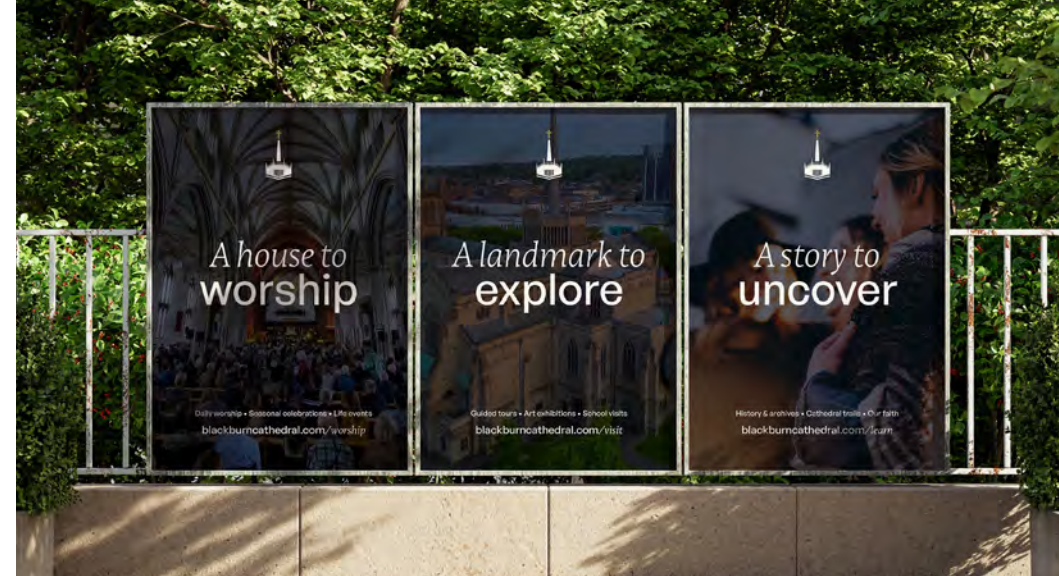 A house to
worship
Daily worship • Seasonal celebrations • Life events
blackburncathedral.com/worship
A landmark to
explore
Guided tours • Art exhibitions • School visits
blackburncathedral.com/visit
A story to
uncover
History & archives • Cathedral trails • Our faith
blackburncathedral.com/learn